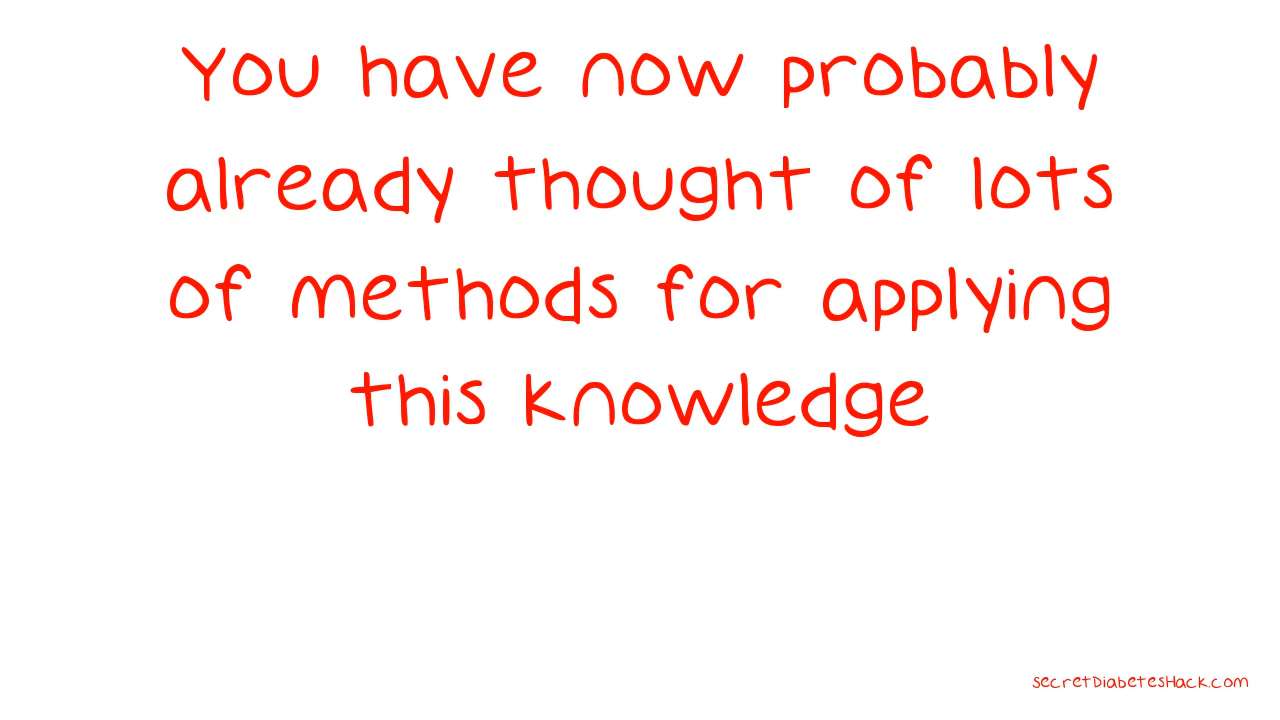 You have now probably
already thought of lots
of methods for applying
this knowledge
secretDiabetesHack.com